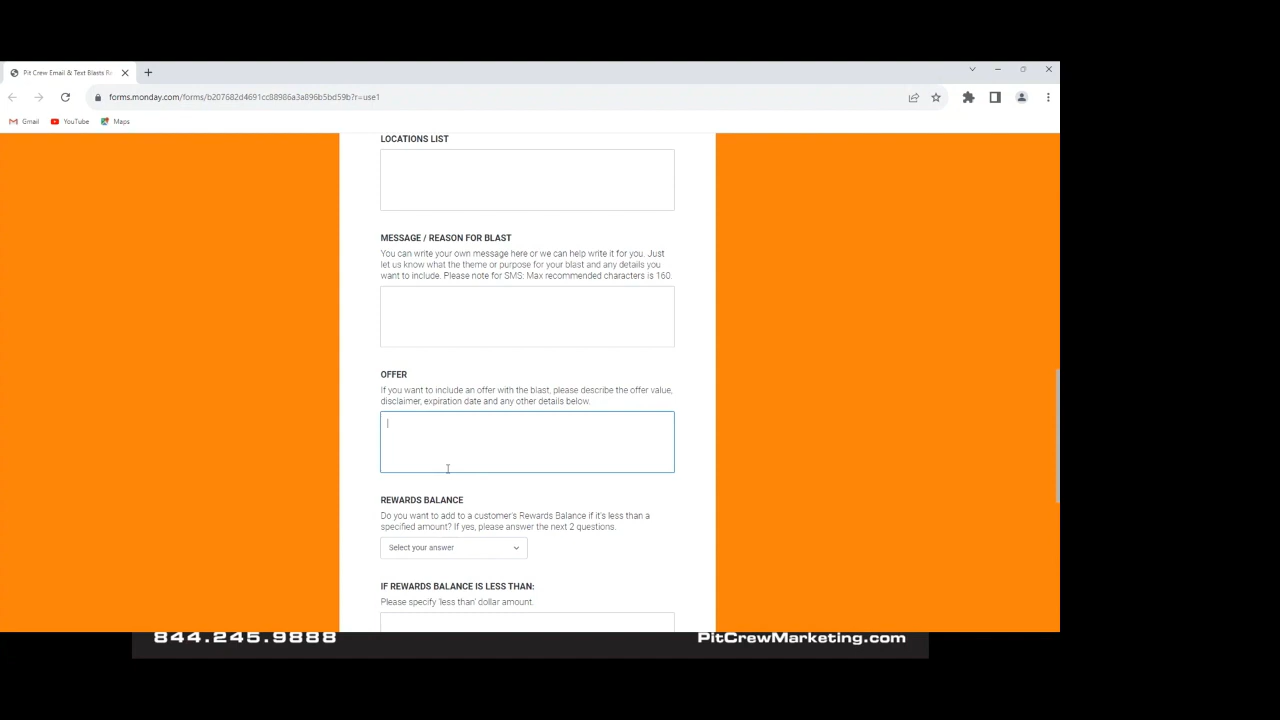 Pit Crew Email & Text Blasts
forms.monday.com/forms/b207682d4691cc88986a3a896b5bd59b?r=use1
Gmail
YouTube
Maps
LOCATIONS LIST
MESSAGE / REASON FOR BLAST
You can write your own message here or we can help write it for you. Just
let us know what the theme or purpose for your blast and any details you
want to include. Please note for SMS: Max recommended characters is 160.
OFFER
If you want to include an offer with the blast, please describe the offer value,
disclaimer, expiration date and any other details below.
REWARDS BALANCE
Do you want to add to a customer's Rewards Balance if it's less than a
specified amount? If yes, please answer the next 2 questions.
Select your answer
IF REWARDS BALANCE IS LESS THAN:
Please specify 'less than' dollar amount.
844.245.9888
PitCrewMarketing.com